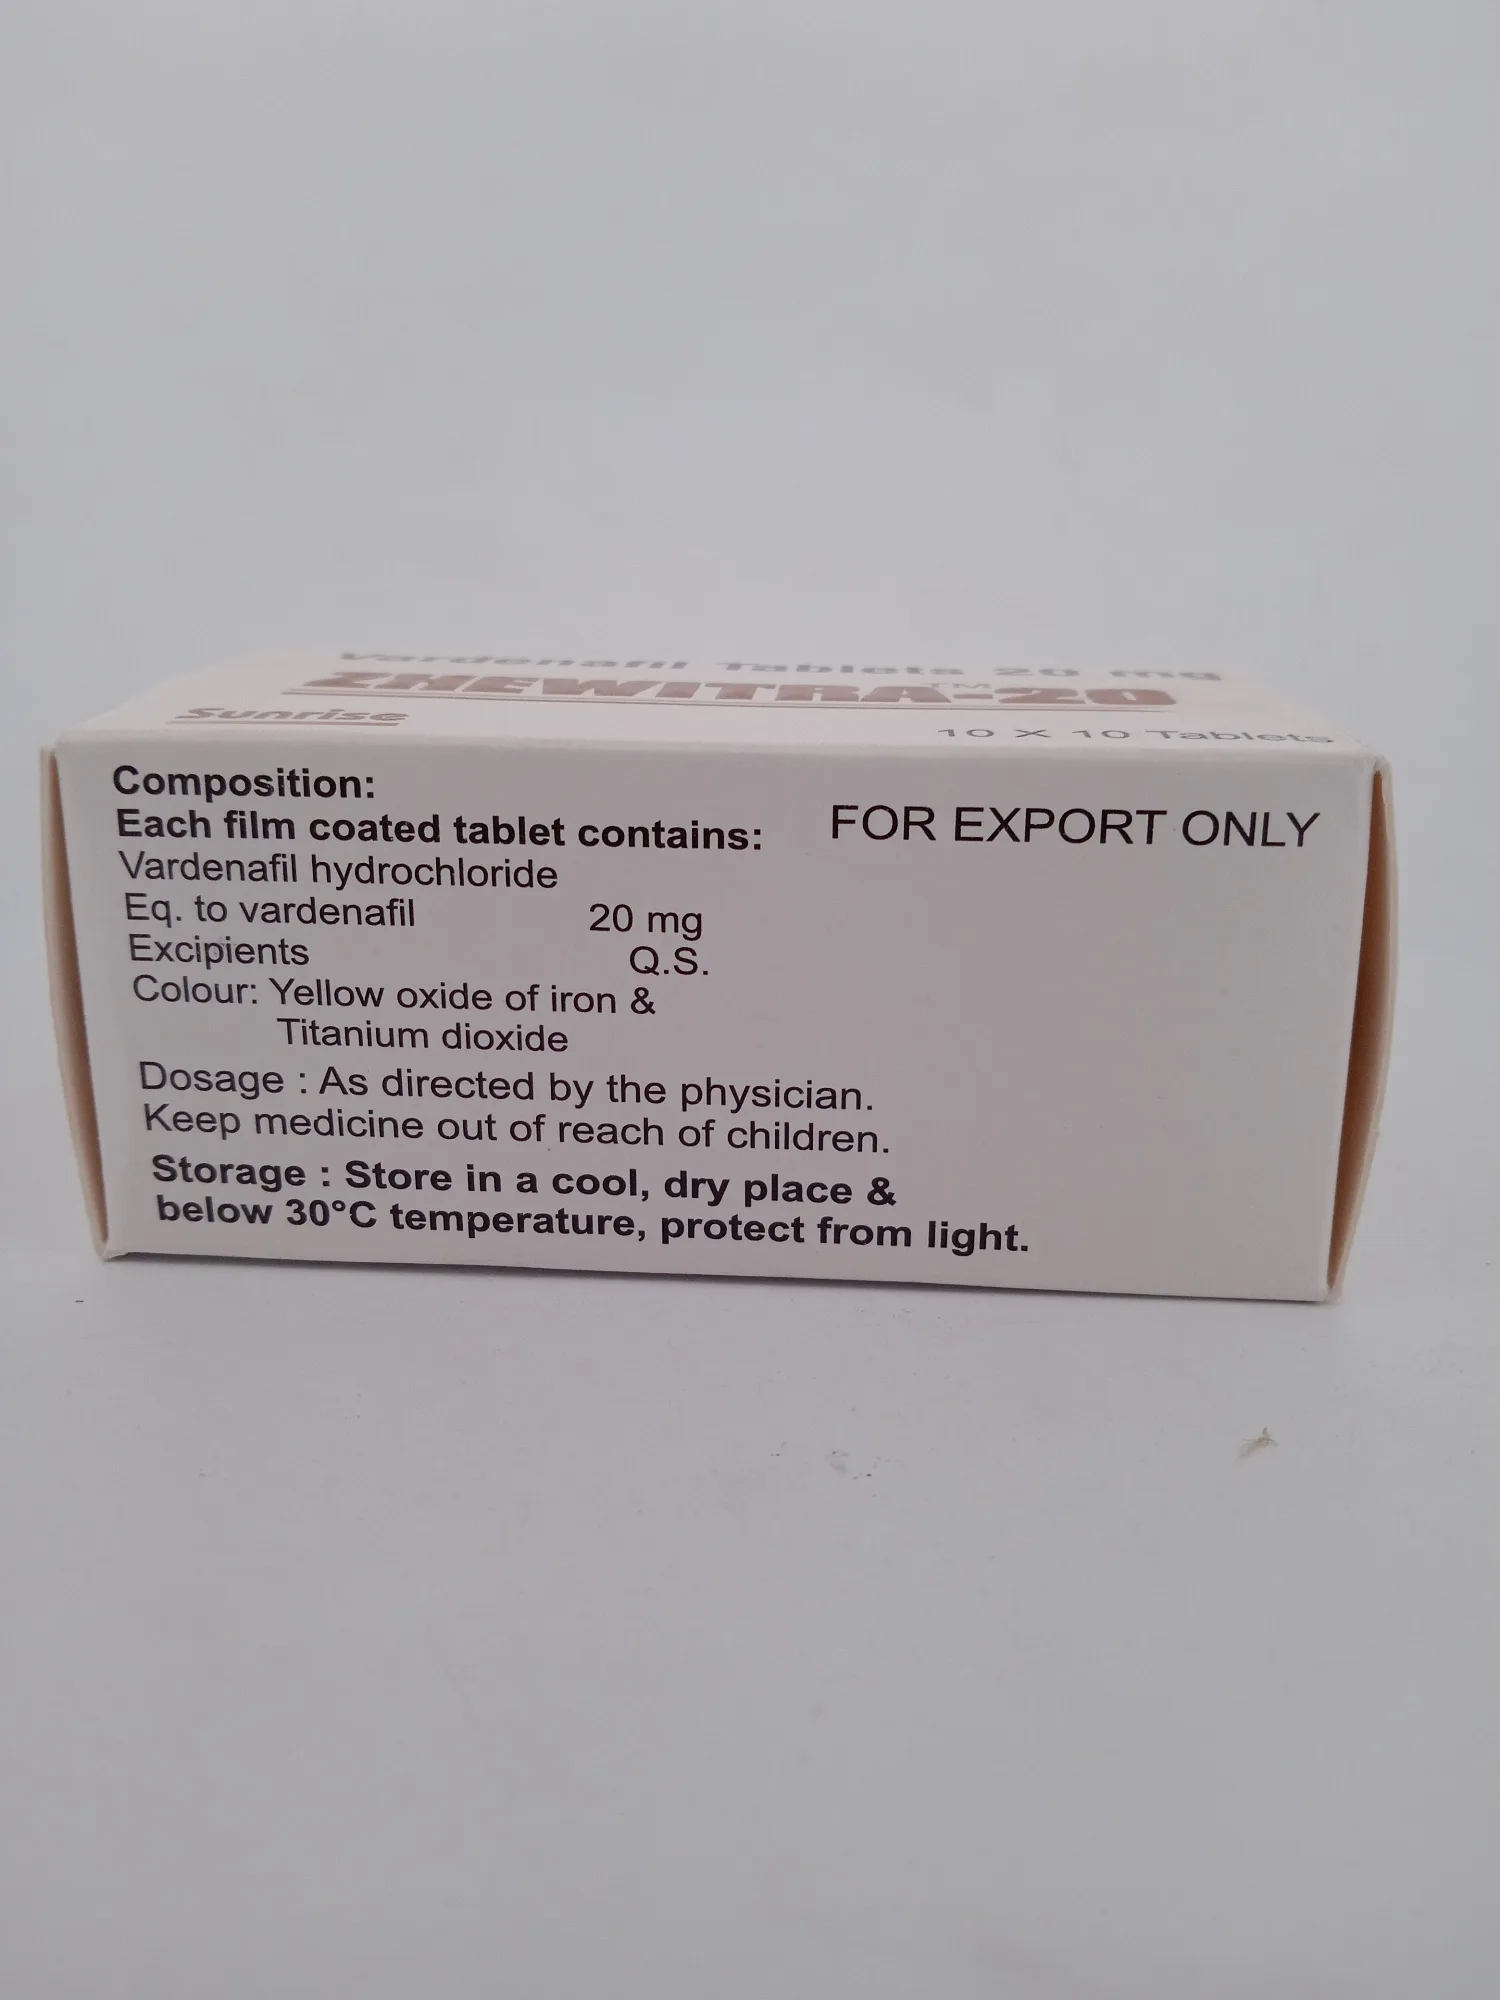 Vardenafil Tablets 20 mg
ZHEWITRA™-20
Sunrise
10 X 10 Tablets
Composition:
Each film coated tablet contains:
FOR EXPORT ONLY
Vardenafil hydrochloride
Eq. to vardenafil 20 mg
Excipients Q.S.
Colour: Yellow oxide of iron &
Titanium dioxide
Dosage : As directed by the physician.
Keep medicine out of reach of children.
Storage : Store in a cool, dry place &
below 30°C temperature, protect from light.